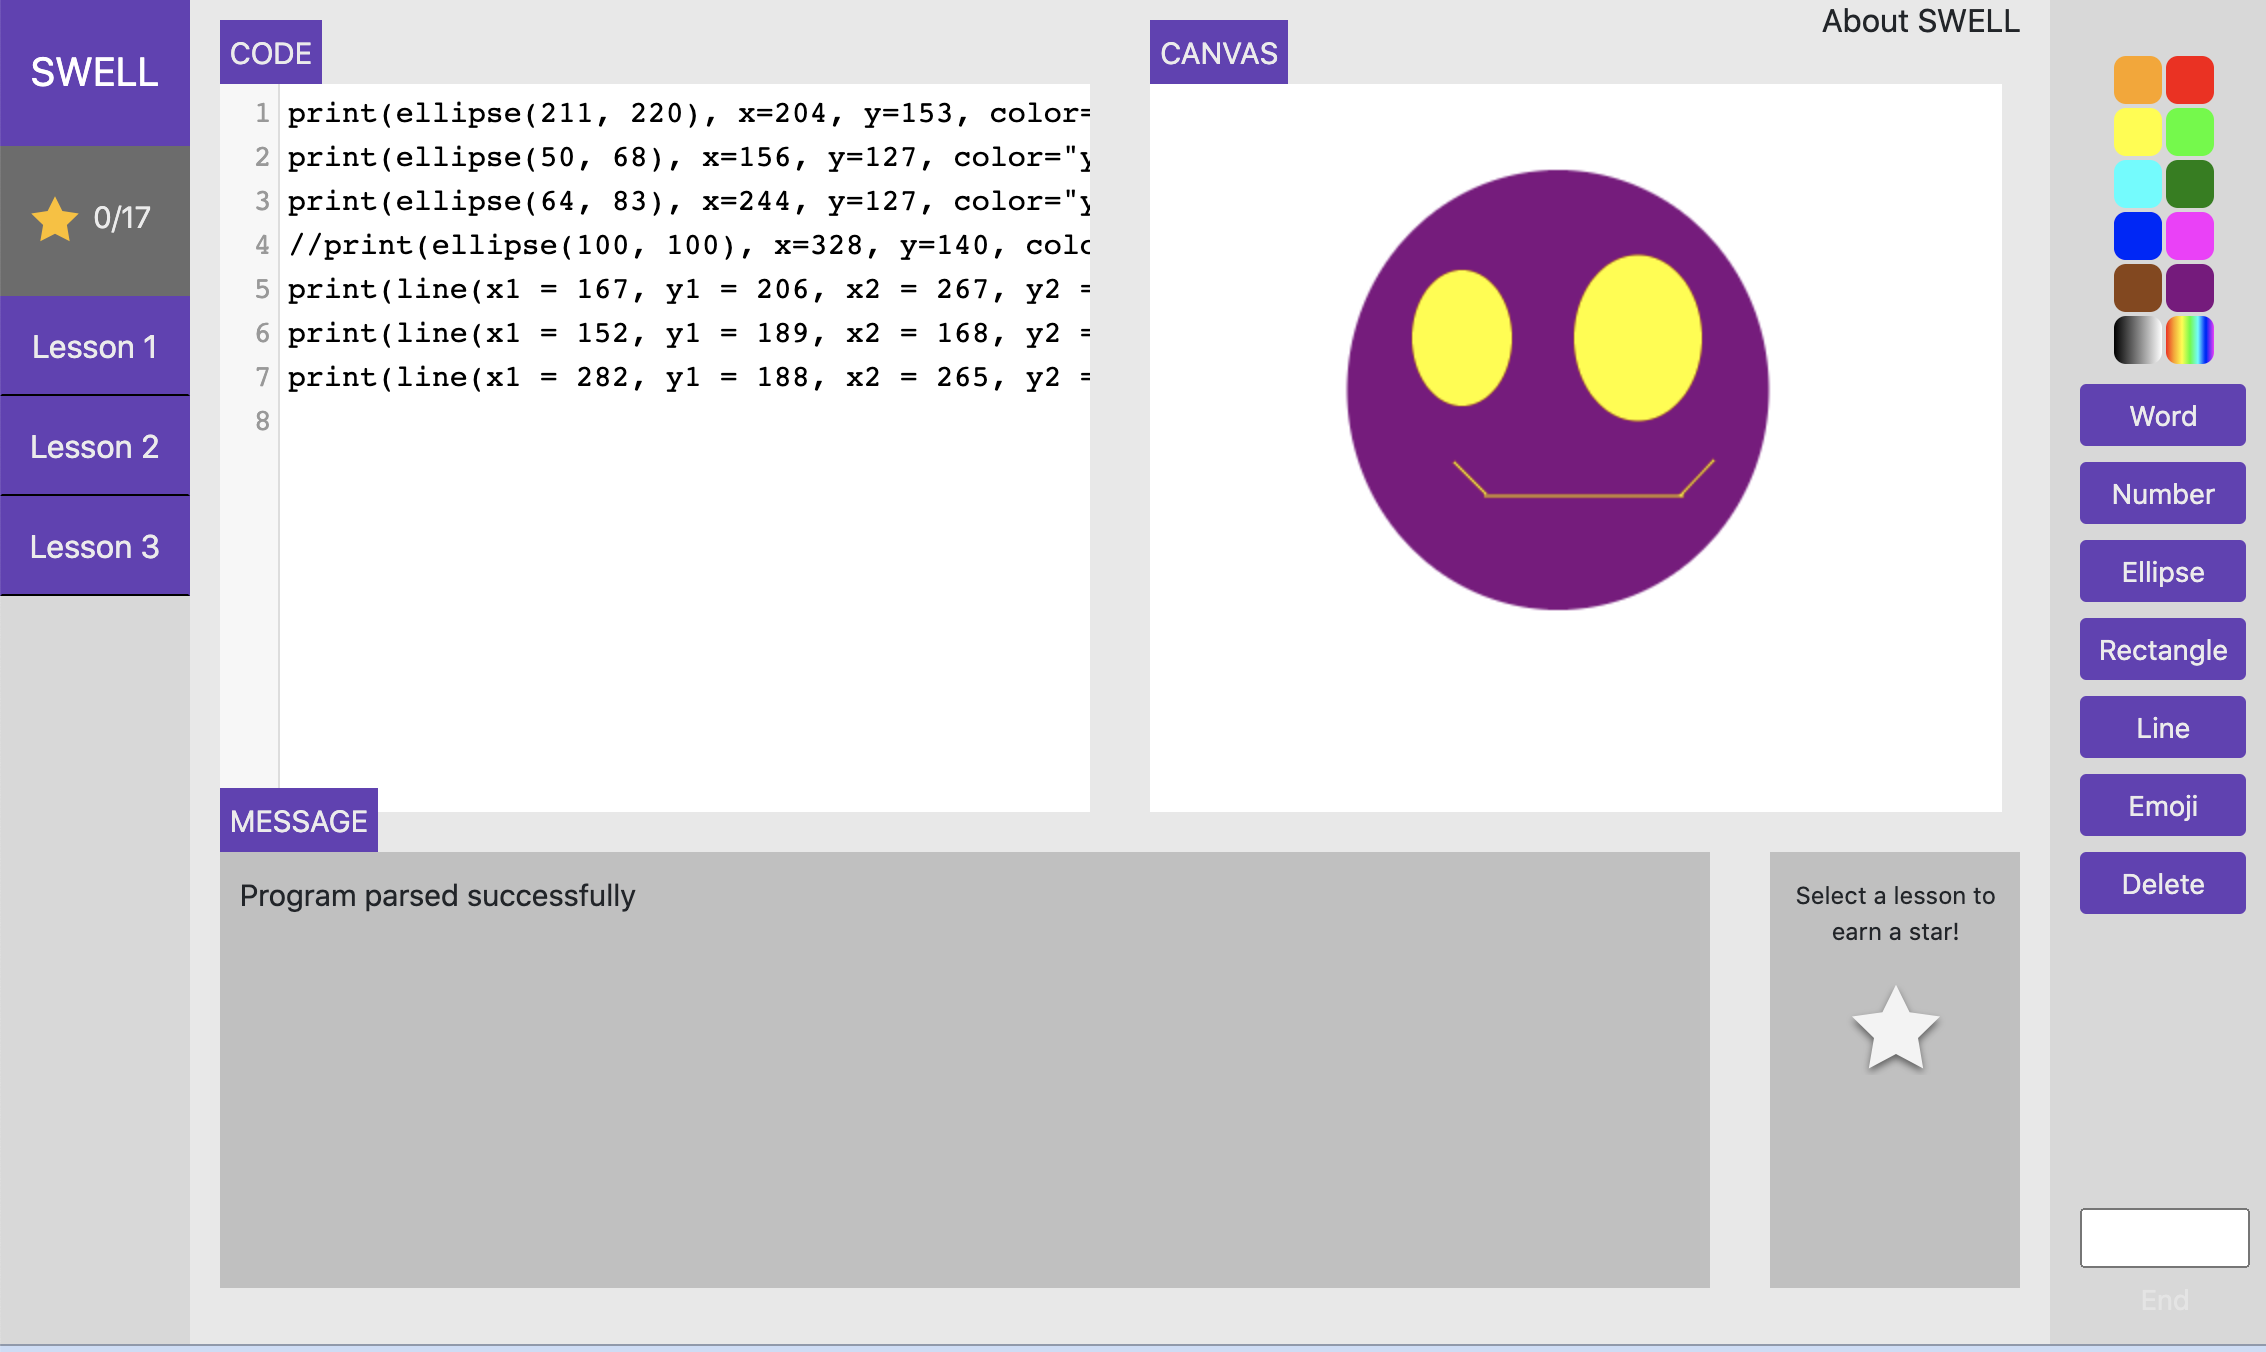 SWELL
0/17
Lesson 1
Lesson 2
Lesson 3
CODE
1 print(ellipse(211, 220), x=204, y=153, color=
2 print(ellipse(50, 68), x=156, y=127, color="y
3 print(ellipse(64, 83), x=244, y=127, color="y
4 //print(ellipse(100, 100), x=328, y=140, colo
5 print(line(x1 = 167, y1 = 206, x2 = 267, y2 =
6 print(line(x1 = 152, y1 = 189, x2 = 168, y2 =
7 print(line(x1 = 282, y1 = 188, x2 = 265, y2 =
8
CANVAS
About SWELL
MESSAGE
Program parsed successfully
Select a lesson to
earn a star!
Word
Number
Ellipse
Rectangle
Line
Emoji
Delete
End